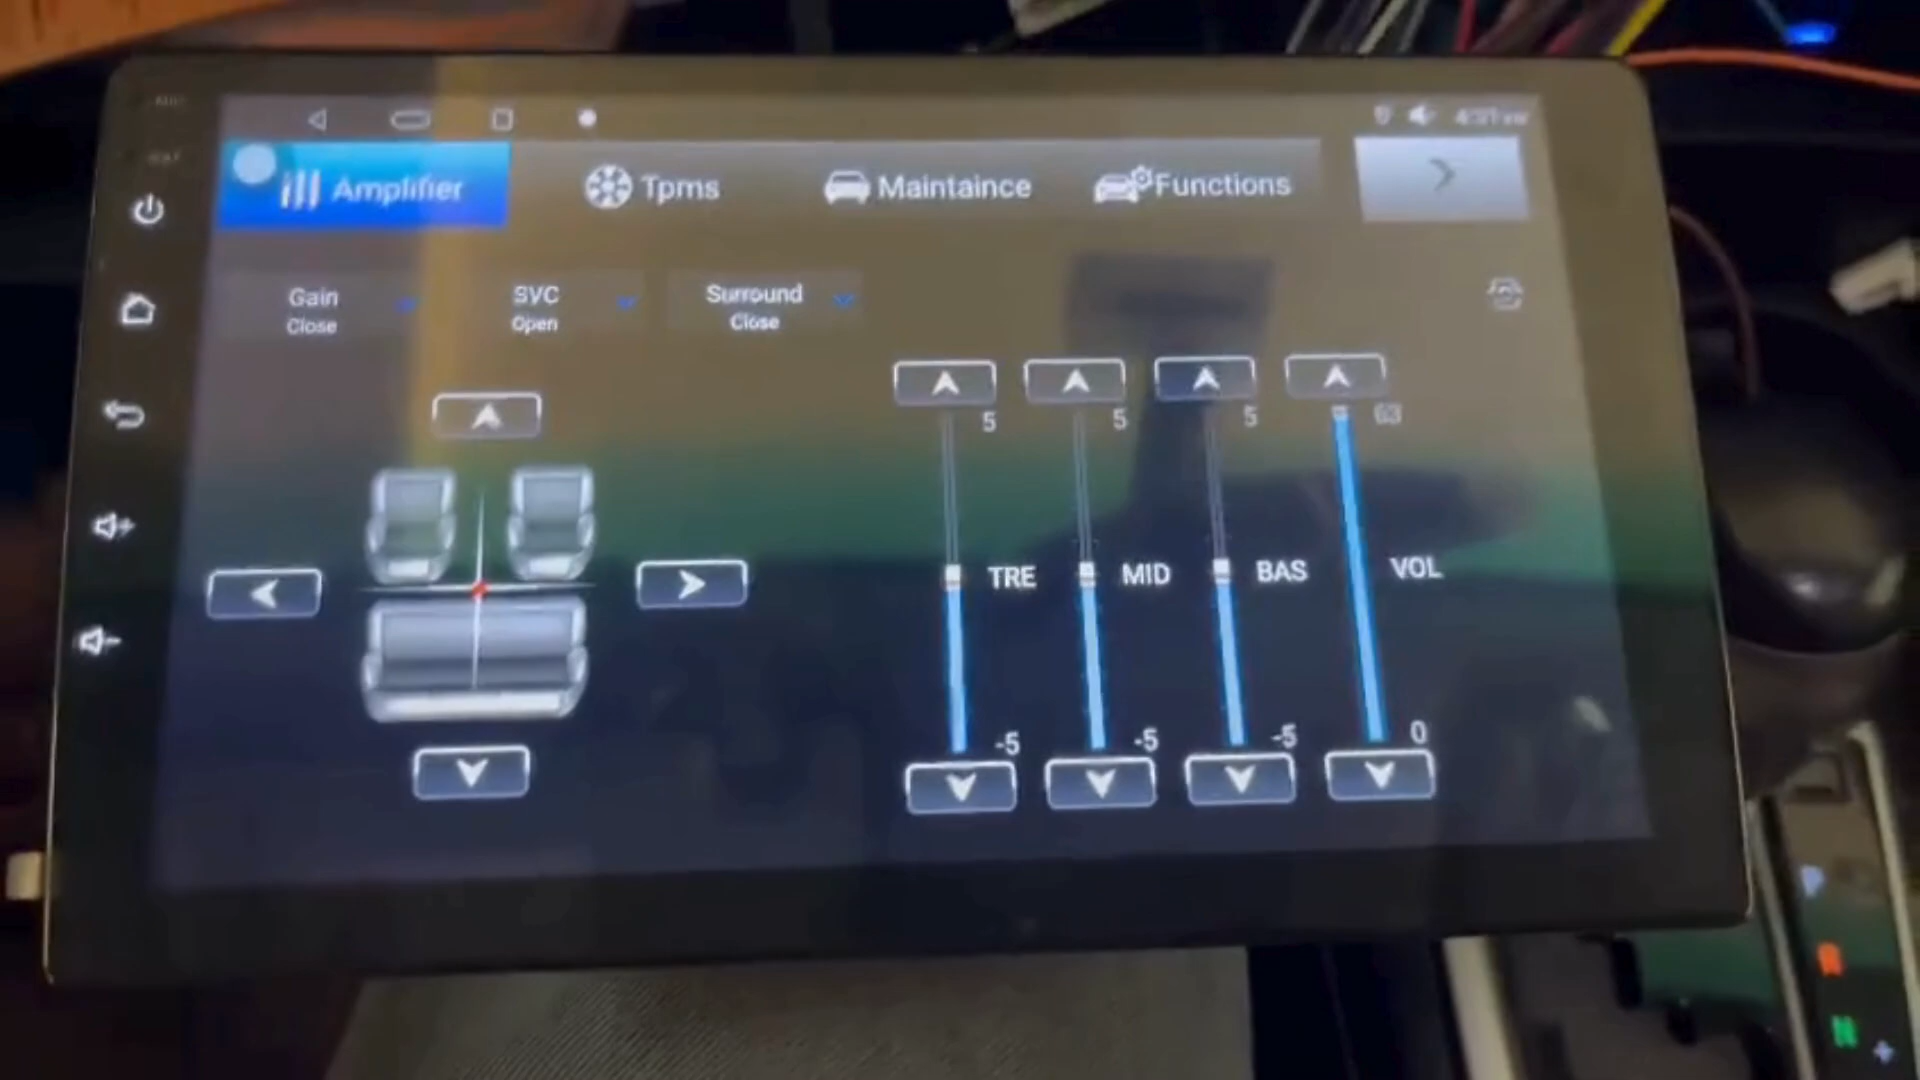 Amplifier
Tpms
Maintaince
Functions
Gain
Close
SVC
Open
Surround
Close
5
5
5
63
TRE
MID
BAS
VOL
-5
-5
-5
0